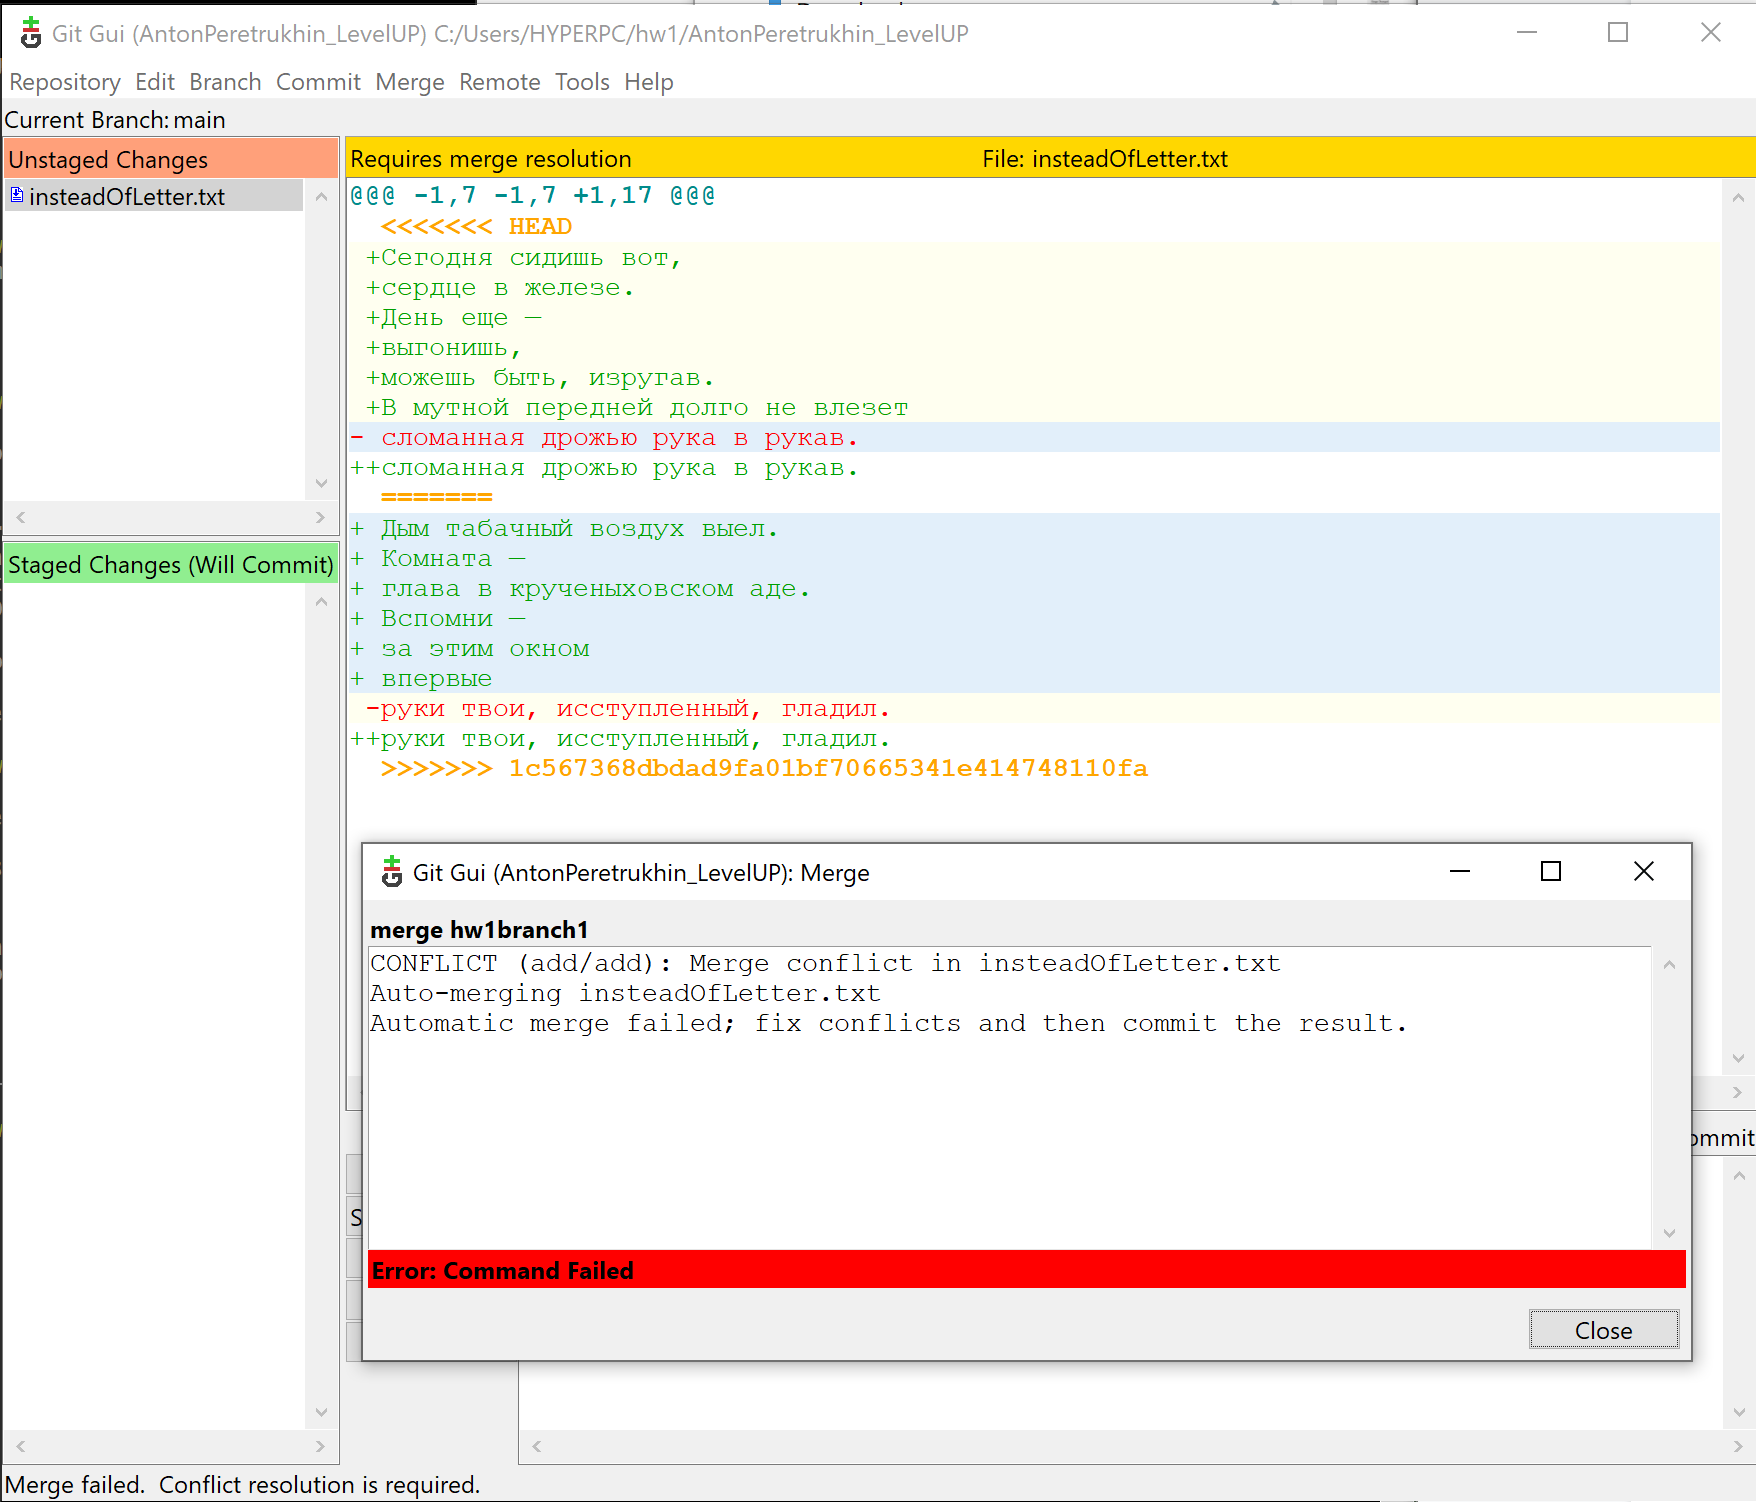 Git Gui (AntonPeretrukhin_LevelUP) C:/Users/HYPERPC/hw1/AntonPeretrukhin_LevelUP
Repository Edit Branch Commit Merge Remote Tools Help
Current Branch: main
Unstaged Changes
insteadOfLetter.txt
Staged Changes (Will Commit)
Requires merge resolution File: insteadOfLetter.txt
@@@ -1,7 -1,7 +1,17 @@@
<<<<<<< HEAD
+Сегодня сидишь вот,
+сердце в железе.
+День еще —
+выгонишь,
+можешь быть, изругав.
+В мутной передней долго не влезет
- сломанная дрожью рука в рукав.
++сломанная дрожью рука в рукав.
=======
+ Дым табачный воздух выел.
+ Комната —
+ глава в крученыховском аде.
+ Вспомни —
+ за этим окном
+ впервые
-руки твои, исступленный, гладил.
++руки твои, исступленный, гладил.
>>>>>>> 1c567368dbdad9fa01bf70665341e414748110fa
Git Gui (AntonPeretrukhin_LevelUP): Merge
merge hw1branch1
CONFLICT (add/add): Merge conflict in insteadOfLetter.txt
Auto-merging insteadOfLetter.txt
Automatic merge failed; fix conflicts and then commit the result.
Error: Command Failed
Close
Merge failed. Conflict resolution is required.